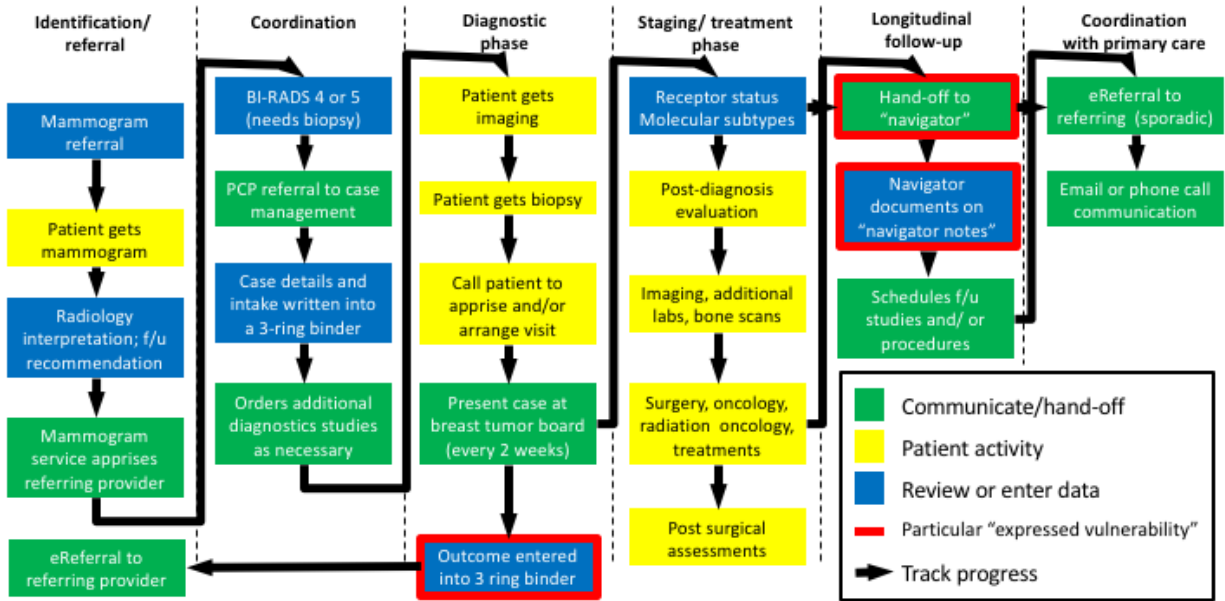 Identification/
referral
Mammogram
referral
Patient gets
mammogram
Radiology
interpretation; f/u
recommendation
Mammogram
service apprises
referring provider
eReferral to
referring provider
Coordination
BI-RADS 4 or 5
(needs biopsy)
PCP referral to case
management
Case details and
intake written into
a 3-ring binder
Orders additional
diagnostics studies
as necessary
Diagnostic
phase
Patient gets
imaging
Patient gets biopsy
Call patient to
apprise and/or
arrange visit
Present case at
breast tumor board
(every 2 weeks)
Outcome entered
into 3 ring binder
Staging/ treatment
phase
Receptor status
Molecular subtypes
Post-diagnosis
evaluation
Imaging, additional
labs, bone scans
Surgery, oncology,
radiation oncology,
treatments
Post surgical
assessments
Longitudinal
follow-up
Hand-off to
“navigator”
Navigator
documents on
“navigator notes”
Schedules f/u
studies and/ or
procedures
Coordination
with primary care
eReferral to
referring (sporadic)
Email or phone call
communication
Communicate/hand-off
Patient activity
Review or enter data
Particular “expressed vulnerability”
Track progress